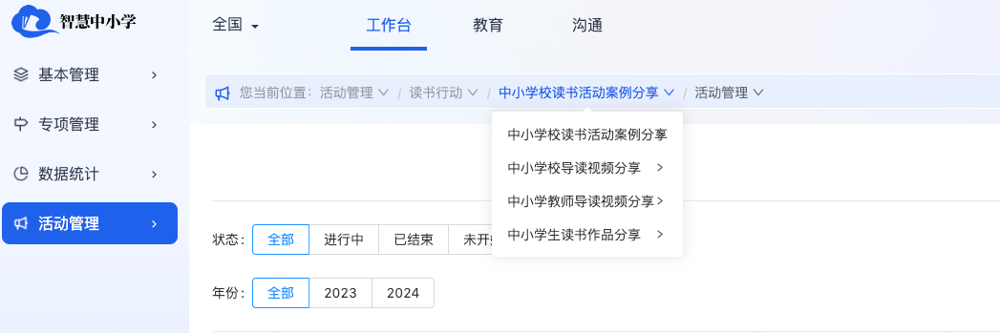 智慧中小学
全国 工作台 教育 沟通
基本管理
专项管理
数据统计
活动管理
您当前位置：活动管理 / 读书行动 / 中小学校读书活动案例分享 / 活动管理
中小学校读书活动案例分享
中小学校导读视频分享
中小学教师导读视频分享
中小学生读书作品分享
状态： 全部 进行中 已结束 未开
年份： 全部 2023 2024